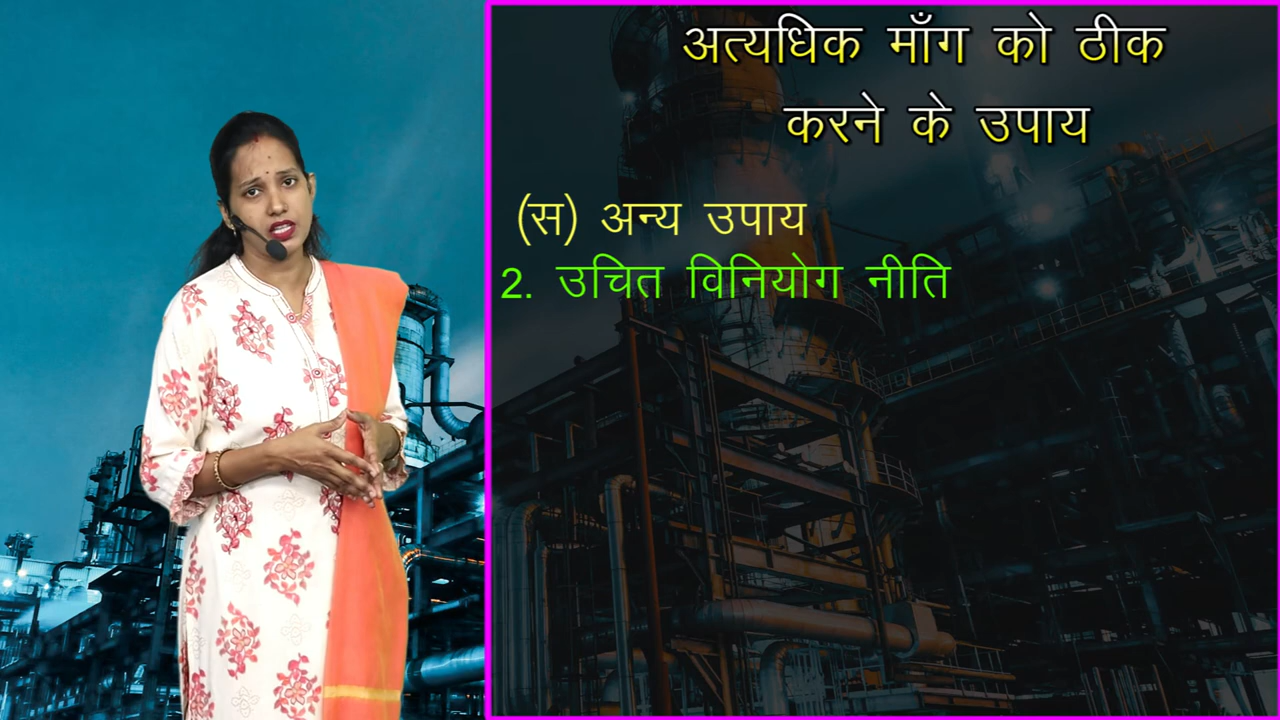 अत्यधिक माँग को ठीक
करने के उपाय
(स) अन्य उपाय
2. उचित विनियोग नीति